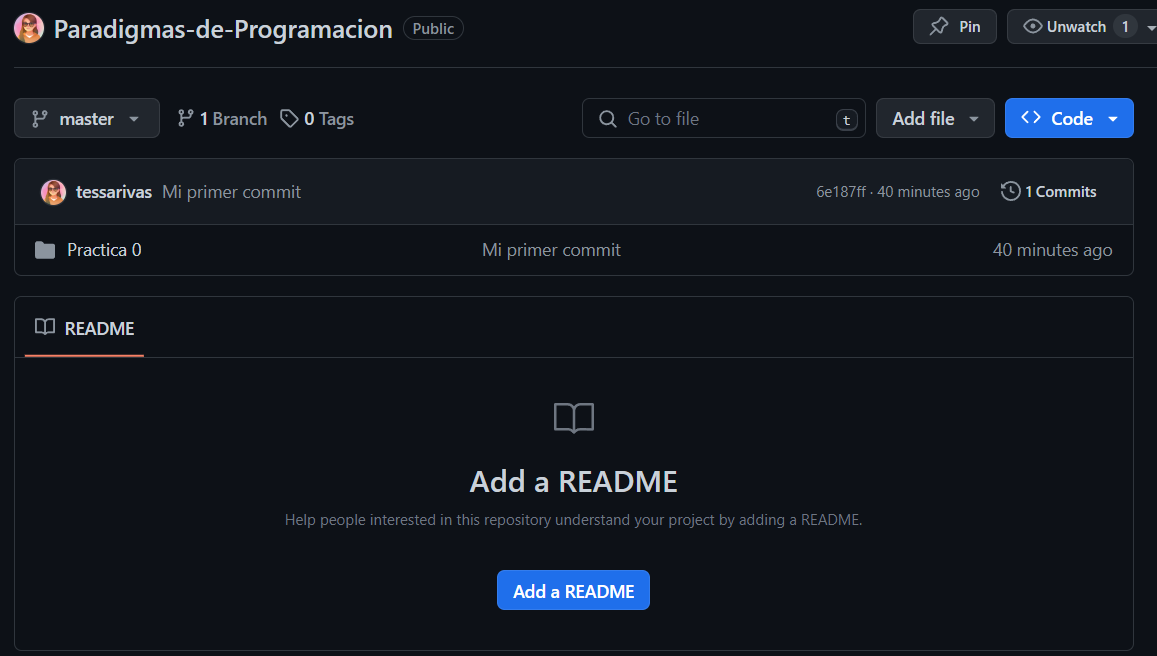 Paradigmas-de-Programacion Public Pin Unwatch 1
master 1 Branch 0 Tags Go to file t Add file Code
tessarivas Mi primer commit 6e187ff · 40 minutes ago 1 Commits
Practica 0 Mi primer commit 40 minutes ago
README
Add a README
Help people interested in this repository understand your project by adding a README.
Add a README